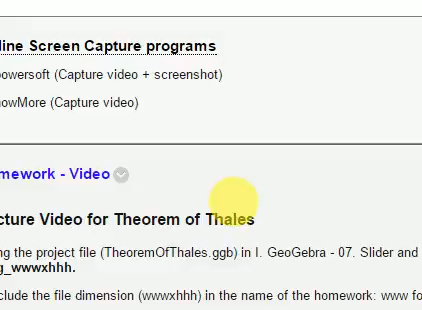 line Screen Capture programs
owersoft (Capture video + screenshot)
howMore (Capture video)
mework - Video
cture Video for Theorem of Thales
ng the project file (TheoremOfThales.ggb) in I. GeoGebra - 07. Slider and
g_wwwxhhh.
clude the file dimension (wwwxhhh) in the name of the homework: www fo